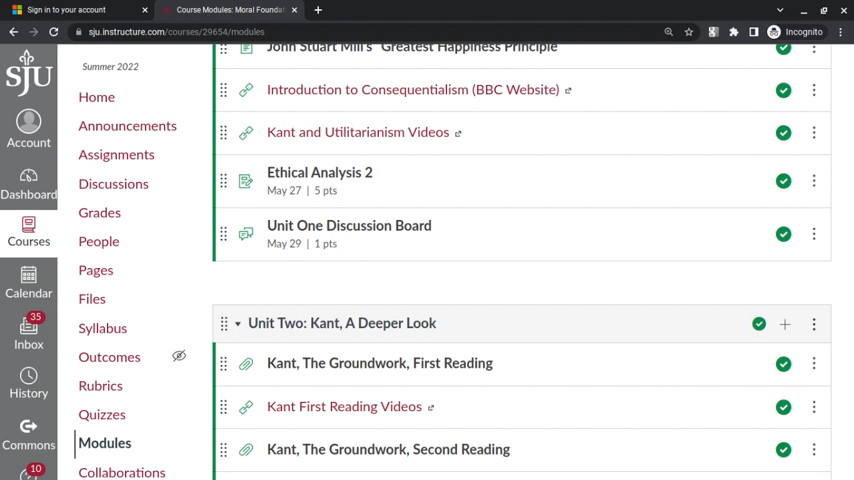 Sign in to your account
Course Modules: Moral Foundat
sju.instructure.com/courses/29654/modules
Incognito
SJU
Account
Dashboard
Courses
Calendar
35
Inbox
History
Commons
10
Summer 2022
Home
Announcements
Assignments
Discussions
Grades
People
Pages
Files
Syllabus
Outcomes
Rubrics
Quizzes
Modules
Collaborations
John Stuart Mill's "Greatest Happiness Principle
Introduction to Consequentialism (BBC Website)
Kant and Utilitarianism Videos
Ethical Analysis 2
May 27 | 5 pts
Unit One Discussion Board
May 29 | 1 pts
Unit Two: Kant, A Deeper Look
Kant, The Groundwork, First Reading
Kant First Reading Videos
Kant, The Groundwork, Second Reading